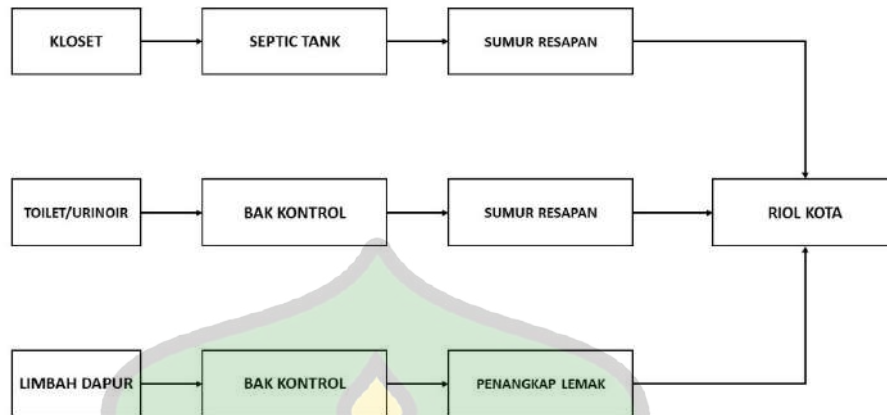 KLOSET
SEPTIC TANK
SUMUR RESAPAN
TOILET/URINOIR
BAK KONTROL
SUMUR RESAPAN
RIOL KOTA
LIMBAH DAPUR
BAK KONTROL
PENANGKAP LEMAK